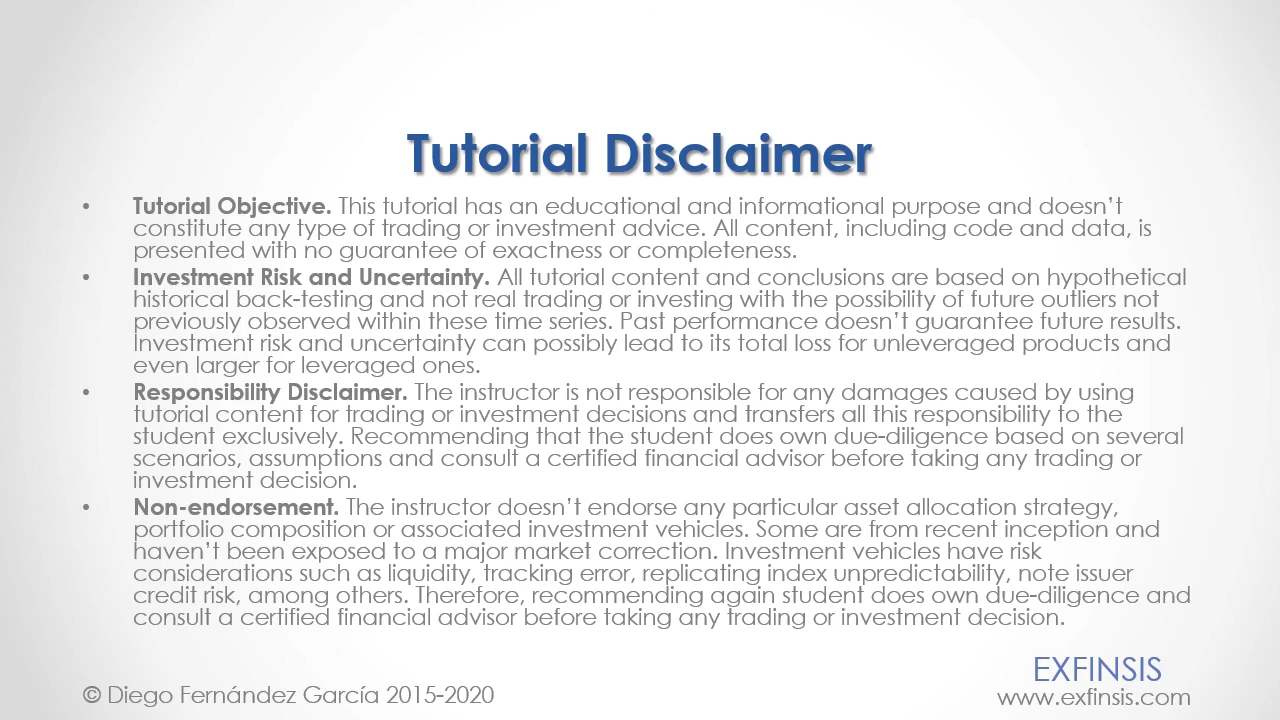 Tutorial Disclaimer
• Tutorial Objective. This tutorial has an educational and informational purpose and doesn't
constitute any type of trading or investment advice. All content, including code and data, is
presented with no guarantee of exactness or completeness.
• Investment Risk and Uncertainty. All tutorial content and conclusions are based on hypothetical
historical back-testing and not real trading or investing with the possibility of future outliers not
previously observed within these time series. Past performance doesn't guarantee future results.
Investment risk and uncertainty can possibly lead to its total loss for unleveraged products and
even larger for leveraged ones.
• Responsibility Disclaimer. The instructor is not responsible for any damages caused by using
tutorial content for trading or investment decisions and transfers all this responsibility to the
student exclusively. Recommending that the student does own due-diligence based on several
scenarios, assumptions and consult a certified financial advisor before taking any trading or
investment decision.
• Non-endorsement. The instructor doesn't endorse any particular asset allocation strategy,
portfolio composition or associated investment vehicles. Some are from recent inception and
haven't been exposed to a major market correction. Investment vehicles have risk
considerations such as liquidity, tracking error, replicating index unpredictability, note issuer
credit risk, among others. Therefore, recommending again student does own due-diligence and
consult a certified financial advisor before taking any trading or investment decision.
EXFINSIS
© Diego Fernández García 2015-2020
www.exfinsis.com